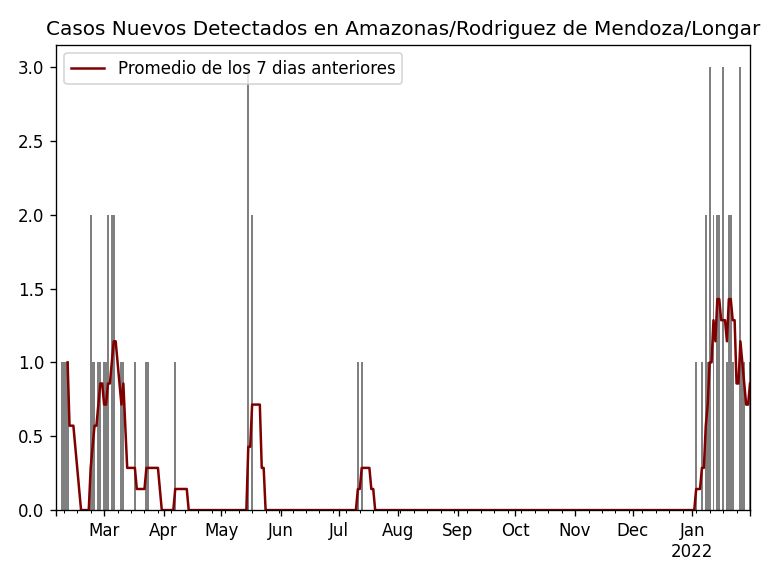 Casos Nuevos Detectados en Amazonas/Rodriguez de Mendoza/Longar
Promedio de los 7 dias anteriores
3.0
2.5
2.0
1.5
1.0
0.5
0.0
Mar Apr May Jun Jul Aug Sep Oct Nov Dec Jan
2022